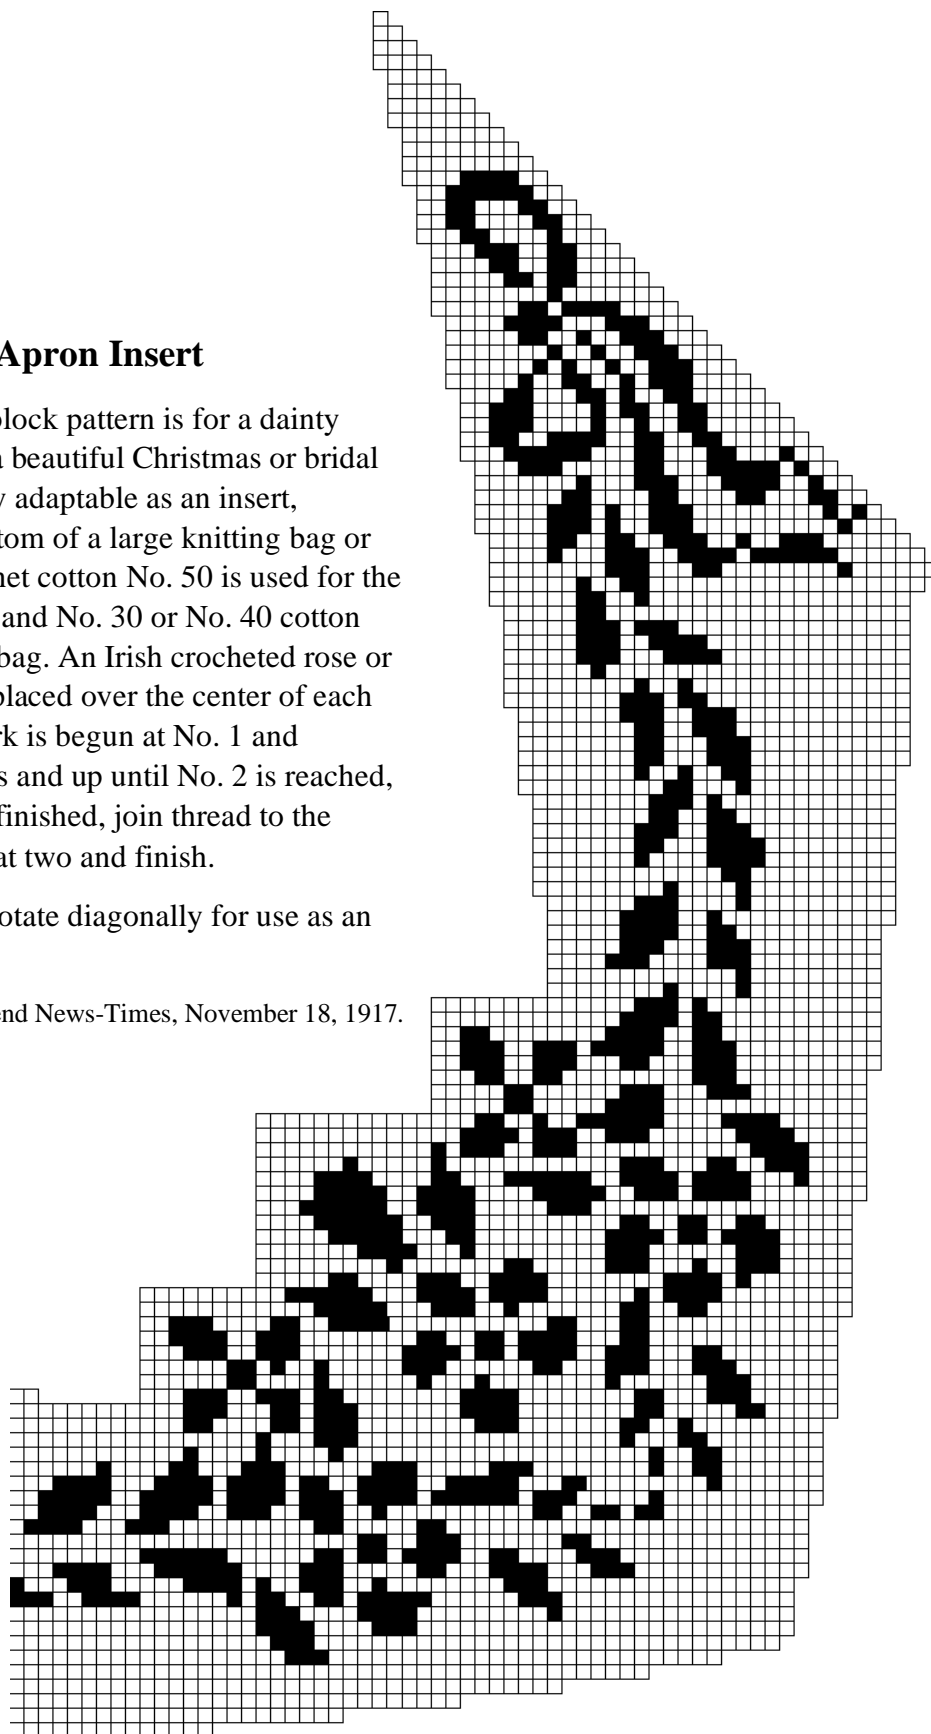 Apron Insert
block pattern is for a dainty
a beautiful Christmas or bridal
y adaptable as an insert,
tom of a large knitting bag or
net cotton No. 50 is used for the
and No. 30 or No. 40 cotton
bag. An Irish crocheted rose or
placed over the center of each
rk is begun at No. 1 and
s and up until No. 2 is reached,
finished, join thread to the
at two and finish.
otate diagonally for use as an
end News-Times, November 18, 1917.